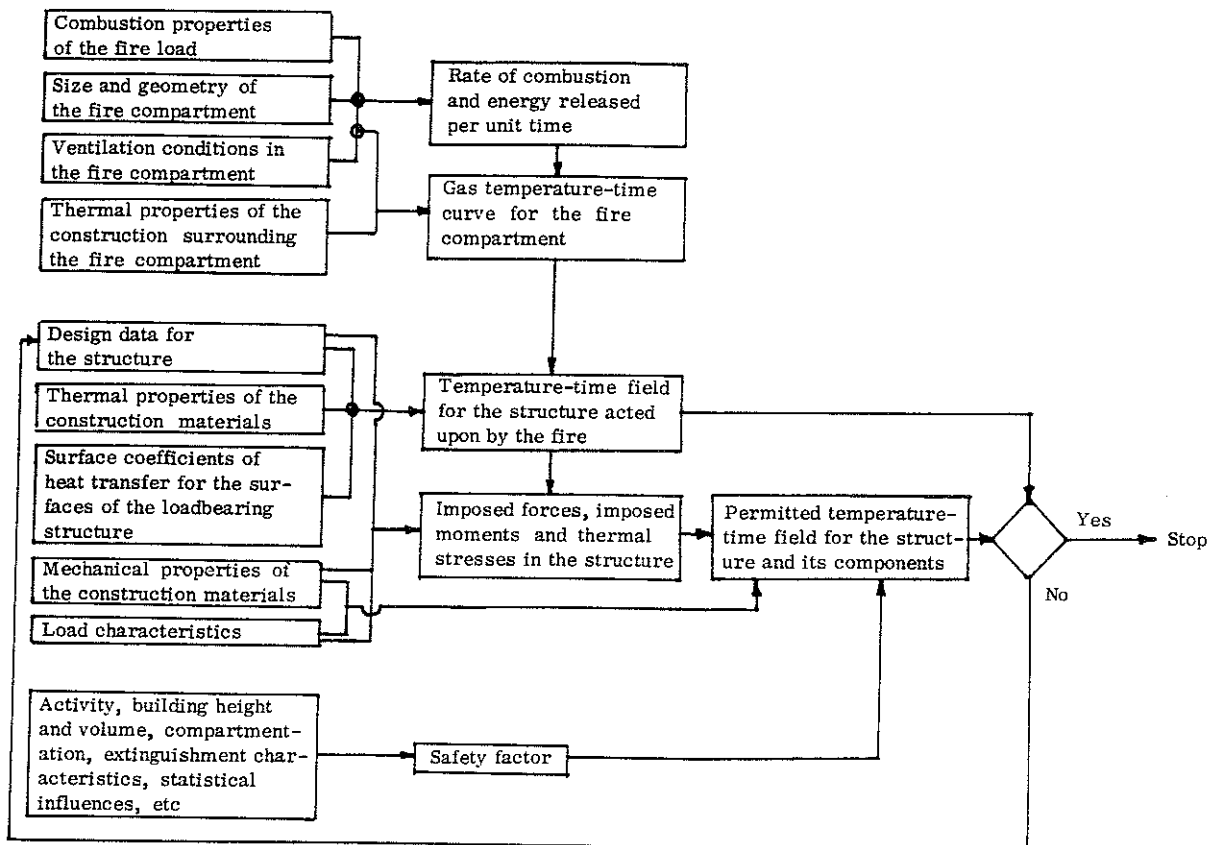 Combustion properties
of the fire load
Size and geometry of
the fire compartment
Ventilation conditions in
the fire compartment
Thermal properties of the
construction surrounding
the fire compartment
Rate of combustion
and energy released
per unit time
Gas temperature-time
curve for the fire
compartment
Design data for
the structure
Thermal properties of the
construction materials
Surface coefficients of
heat transfer for the sur-
faces of the loadbearing
structure
Mechanical properties of
the construction materials
Load characteristics
Temperature-time field
for the structure acted
upon by the fire
Imposed forces, imposed
moments and thermal
stresses in the structure
Permitted temperature-
time field for the struct-
ure and its components
Yes
Stop
No
Activity, building height
and volume, compartment-
ation, extinguishment char-
acteristics, statistical
influences, etc
Safety factor